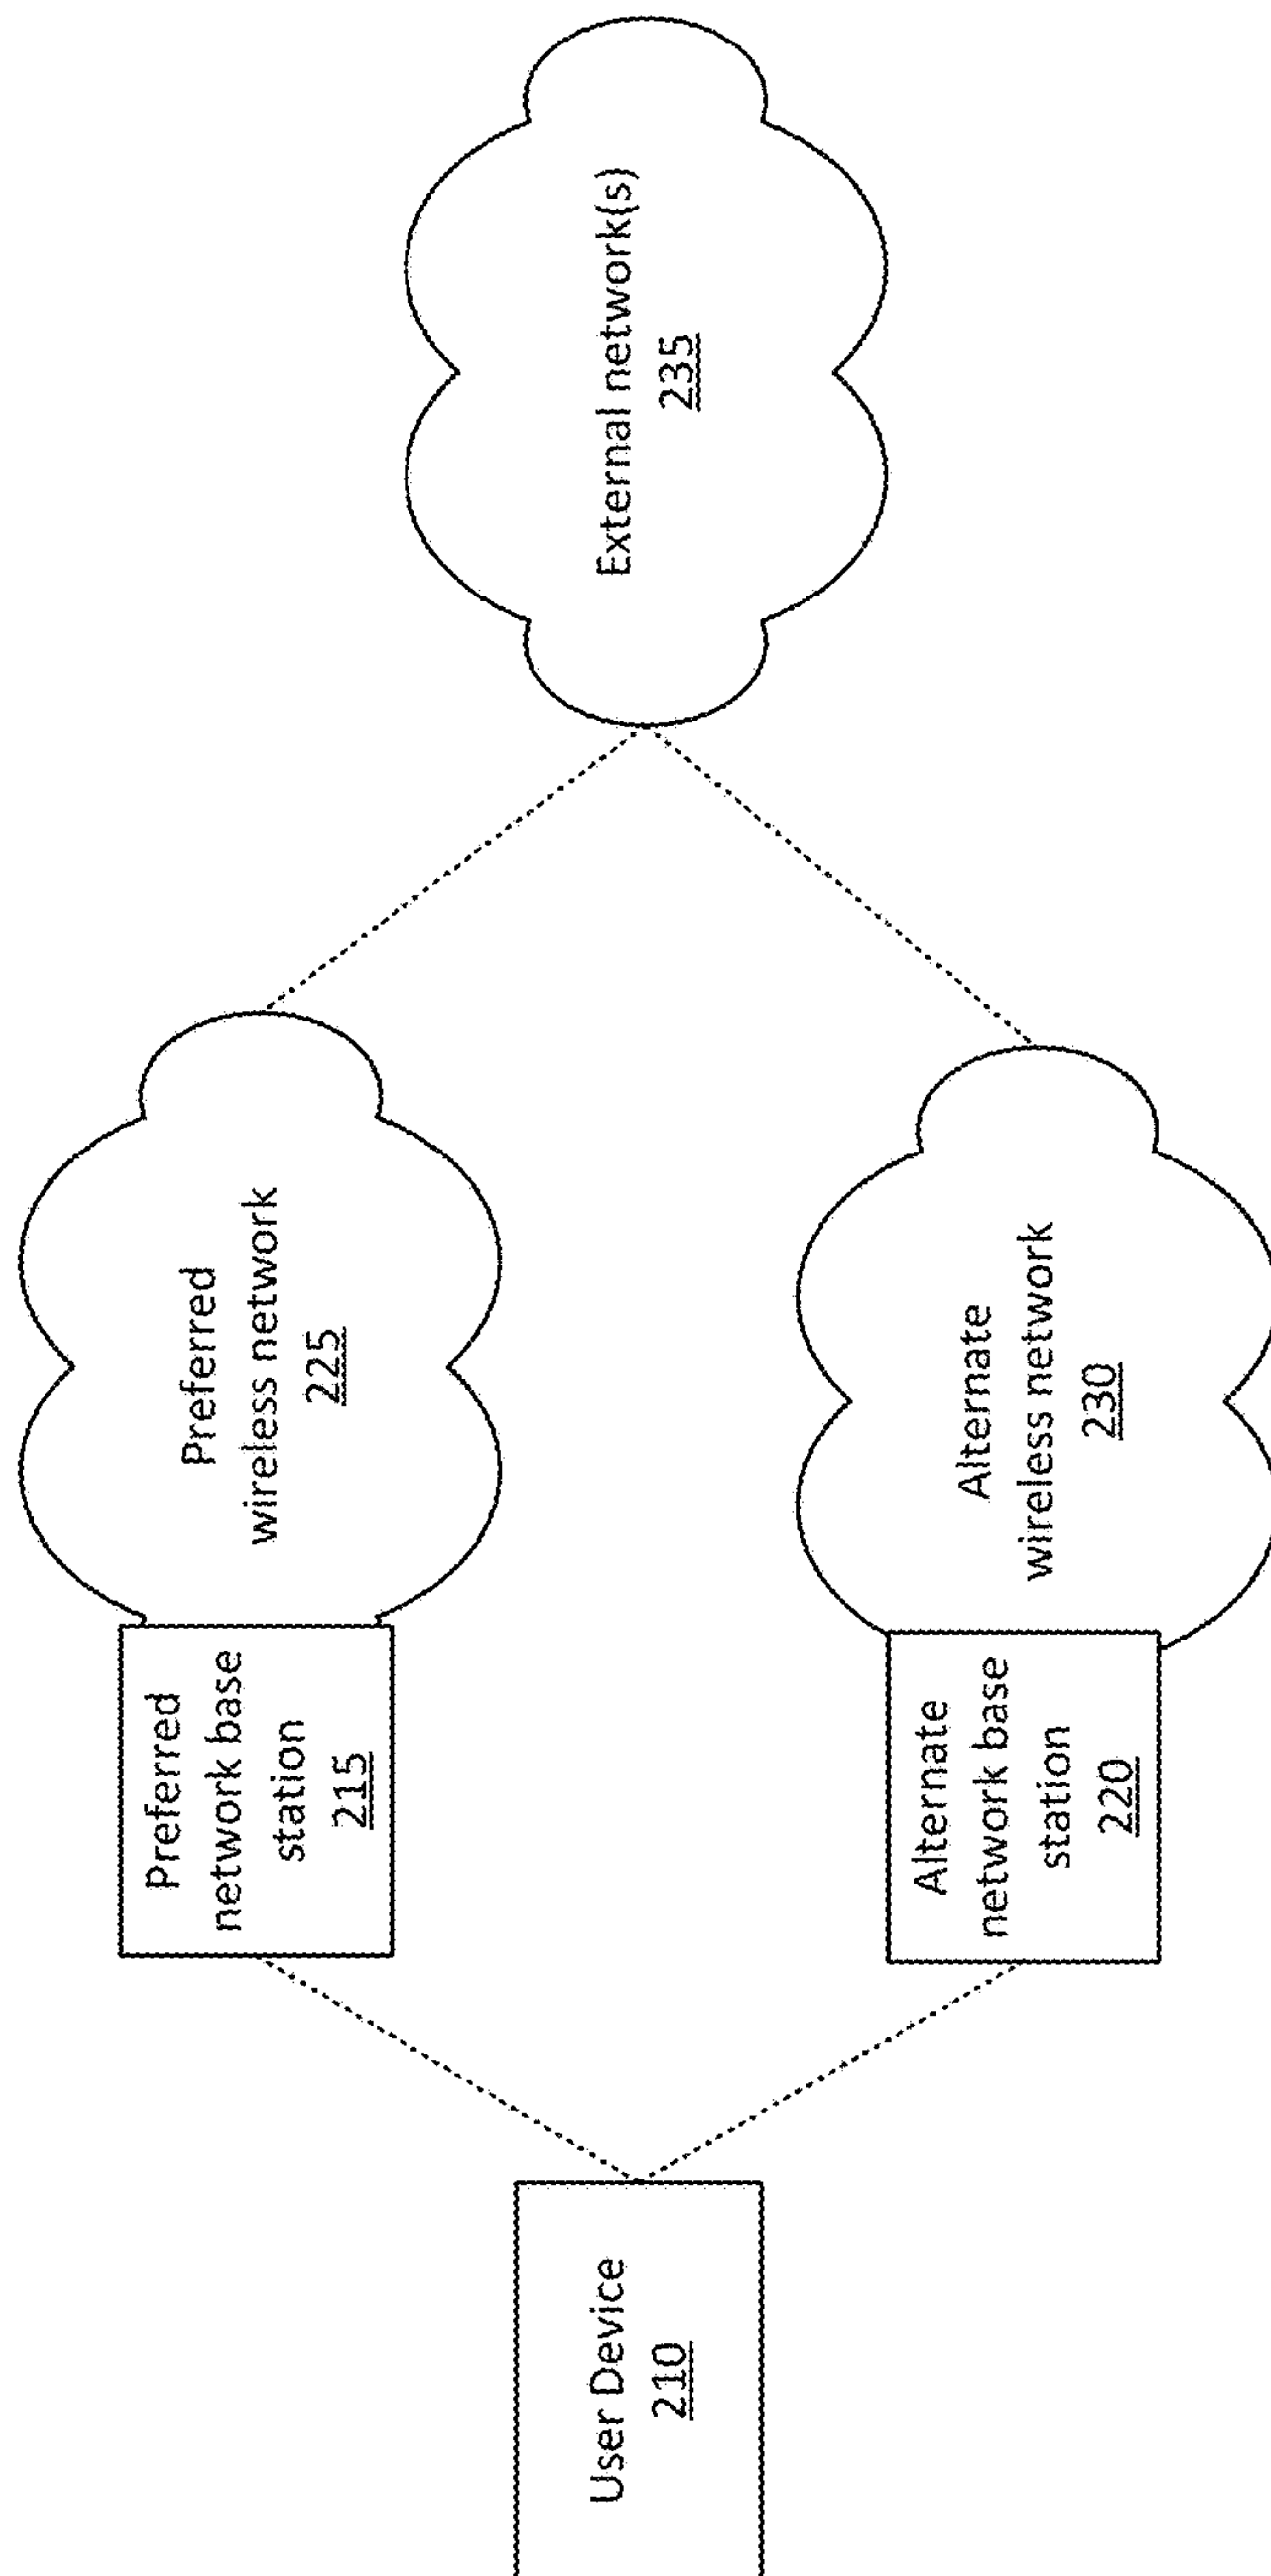 User Device
210
Preferred
network base
station
215
Preferred
wireless network
225
Alternate
network base
station
220
Alternate
wireless network
230
External network(s)
235